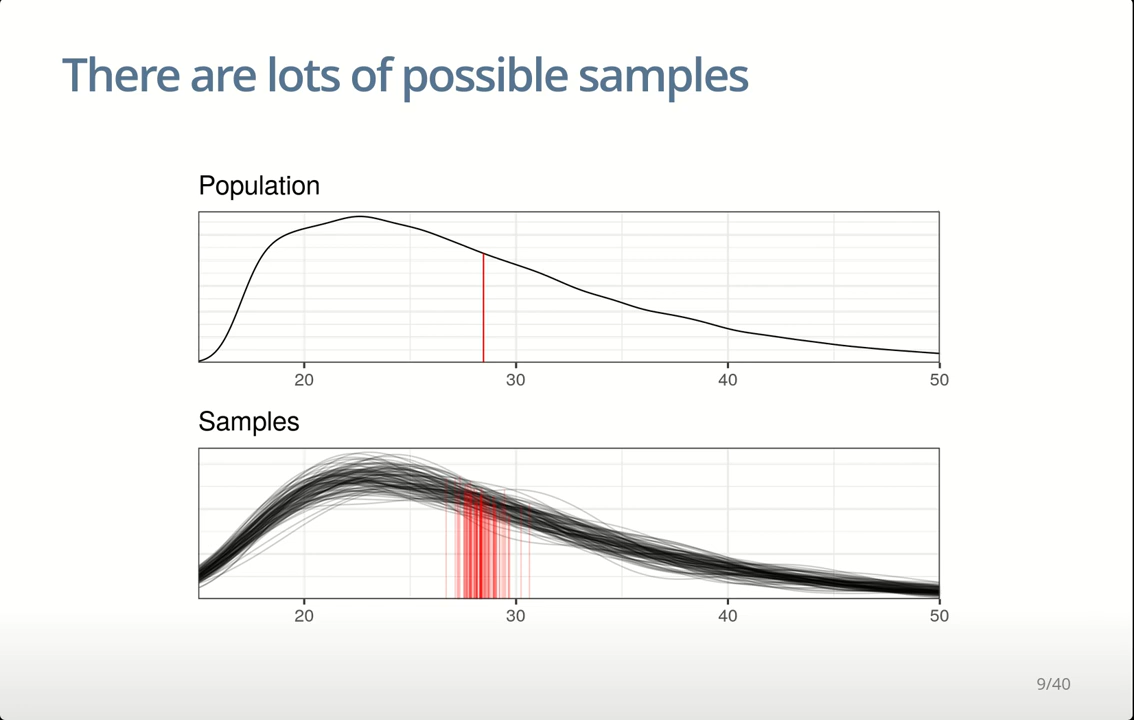 There are lots of possible samples
Population
20 30 40 50
Samples
20 30 40 50
9/40